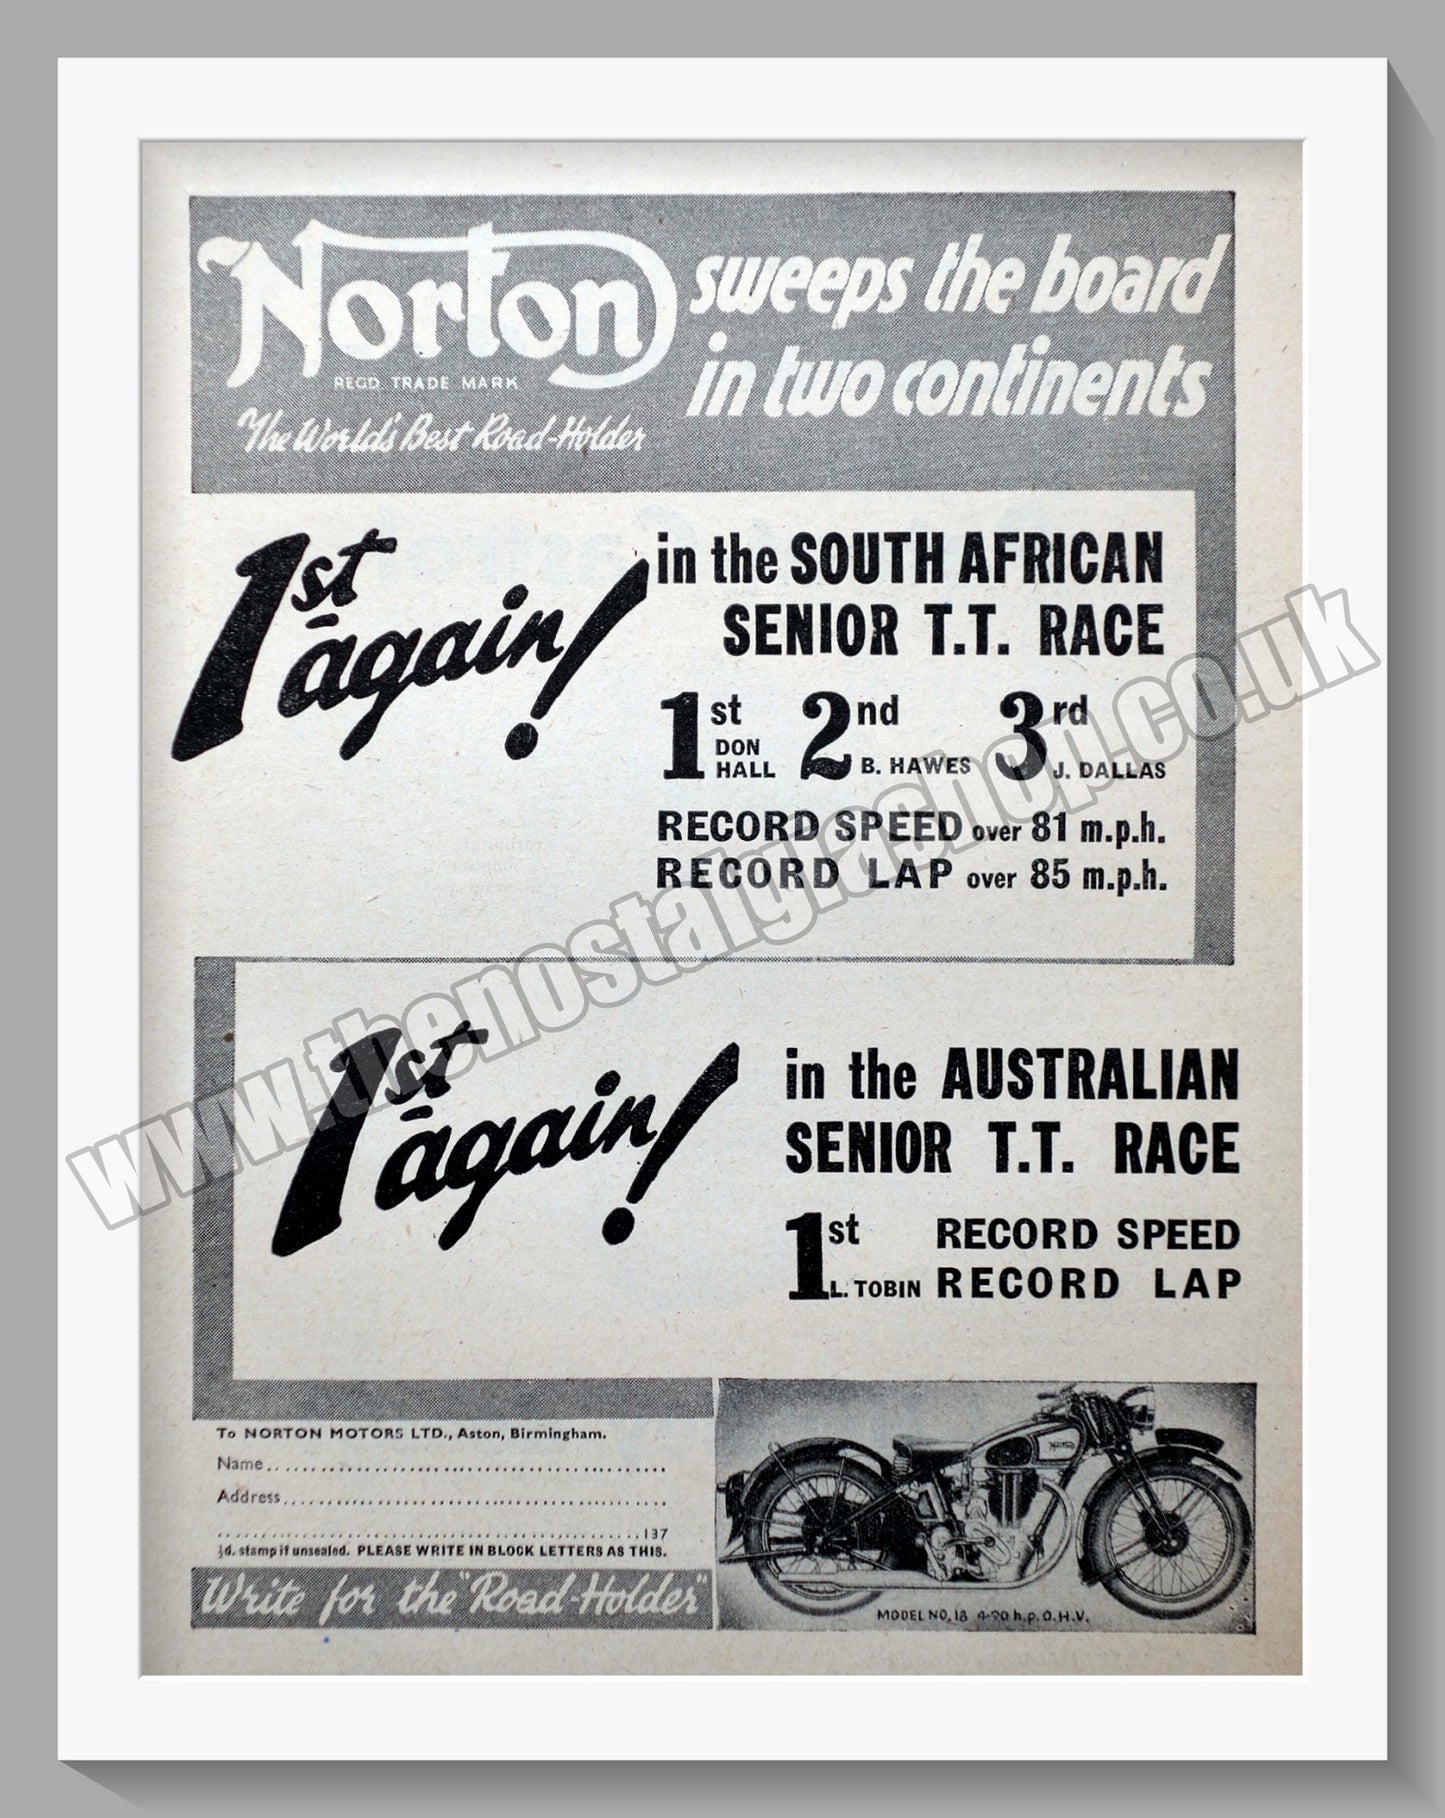 Norton
REGD TRADE MARK
The World's Best Road-Holder
sweeps the board
in two continents
1st
again!
in the SOUTH AFRICAN
SENIOR T.T. RACE
1st DON HALL 2nd B. HAWES 3rd J. DALLAS
RECORD SPEED over 81 m.p.h.
RECORD LAP over 85 m.p.h.
1st
again!
in the AUSTRALIAN
SENIOR T.T. RACE
1st L. TOBIN
RECORD SPEED
RECORD LAP
To NORTON MOTORS LTD., Aston, Birmingham.
Name
Address
137
½d. stamp if unsealed. PLEASE WRITE IN BLOCK LETTERS AS THIS.
Write for the "Road-Holder"
NORTON
MODEL NO. 18 4·90 h.p. O.H.V.
www.thenostalgiashop.co.uk